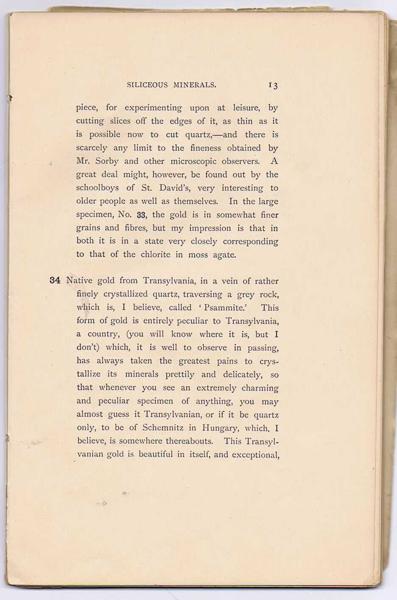 SILICEOUS MINERALS. 13
piece, for experimenting upon at leisure, by
cutting slices off the edges of it, as thin as it
is possible now to cut quartz,—and there is
scarcely any limit to the fineness obtained by
Mr. Sorby and other microscopic observers. A
great deal might, however, be found out by the
schoolboys of St. David's, very interesting to
older people as well as themselves. In the large
specimen, No. 33, the gold is in somewhat finer
grains and fibres, but my impression is that in
both it is in a state very closely corresponding
to that of the chlorite in moss agate.
34 Native gold from Transylvania, in a vein of rather
finely crystallized quartz, traversing a grey rock,
which is, I believe, called 'Psammite.' This
form of gold is entirely peculiar to Transylvania,
a country, (you will know where it is, but I
don't) which, it is well to observe in passing,
has always taken the greatest pains to crys-
tallize its minerals prettily and delicately, so
that whenever you see an extremely charming
and peculiar specimen of anything, you may
almost guess it Transylvanian, or if it be quartz
only, to be of Schemnitz in Hungary, which, I
believe, is somewhere thereabouts. This Transyl-
vanian gold is beautiful in itself, and exceptional,